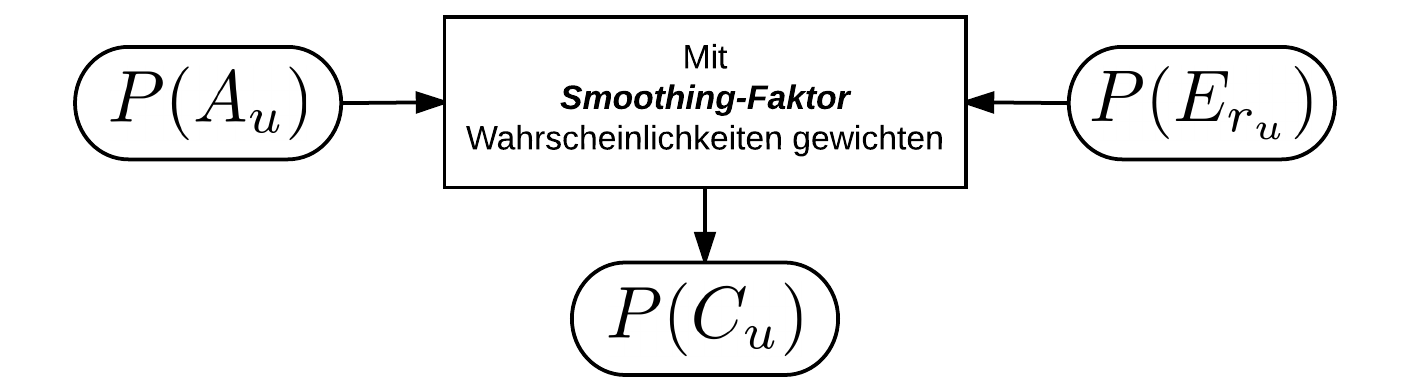 P(A_u)
Mit
Smoothing-Faktor
Wahrscheinlichkeiten gewichten
P(E_{r_u})
P(C_u)